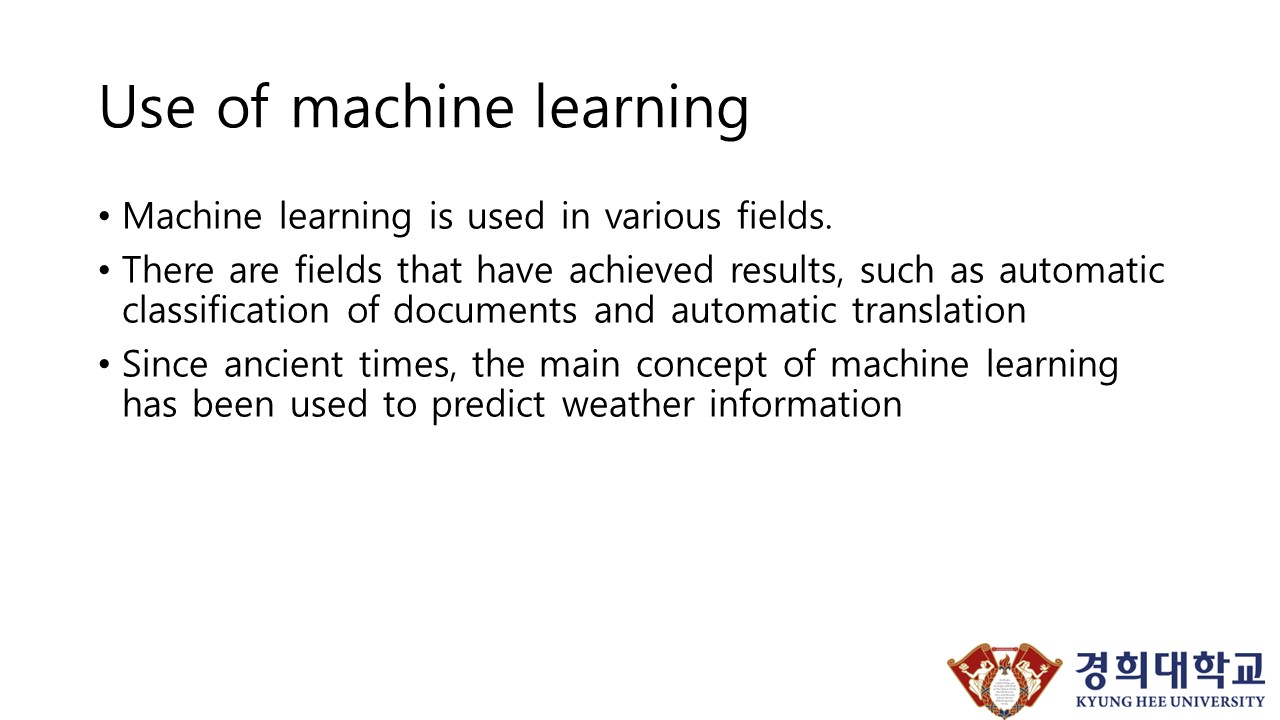 Use of machine learning
• Machine learning is used in various fields.
• There are fields that have achieved results, such as automatic
classification of documents and automatic translation
• Since ancient times, the main concept of machine learning
has been used to predict weather information
경희대학교
KYUNG HEE UNIVERSITY